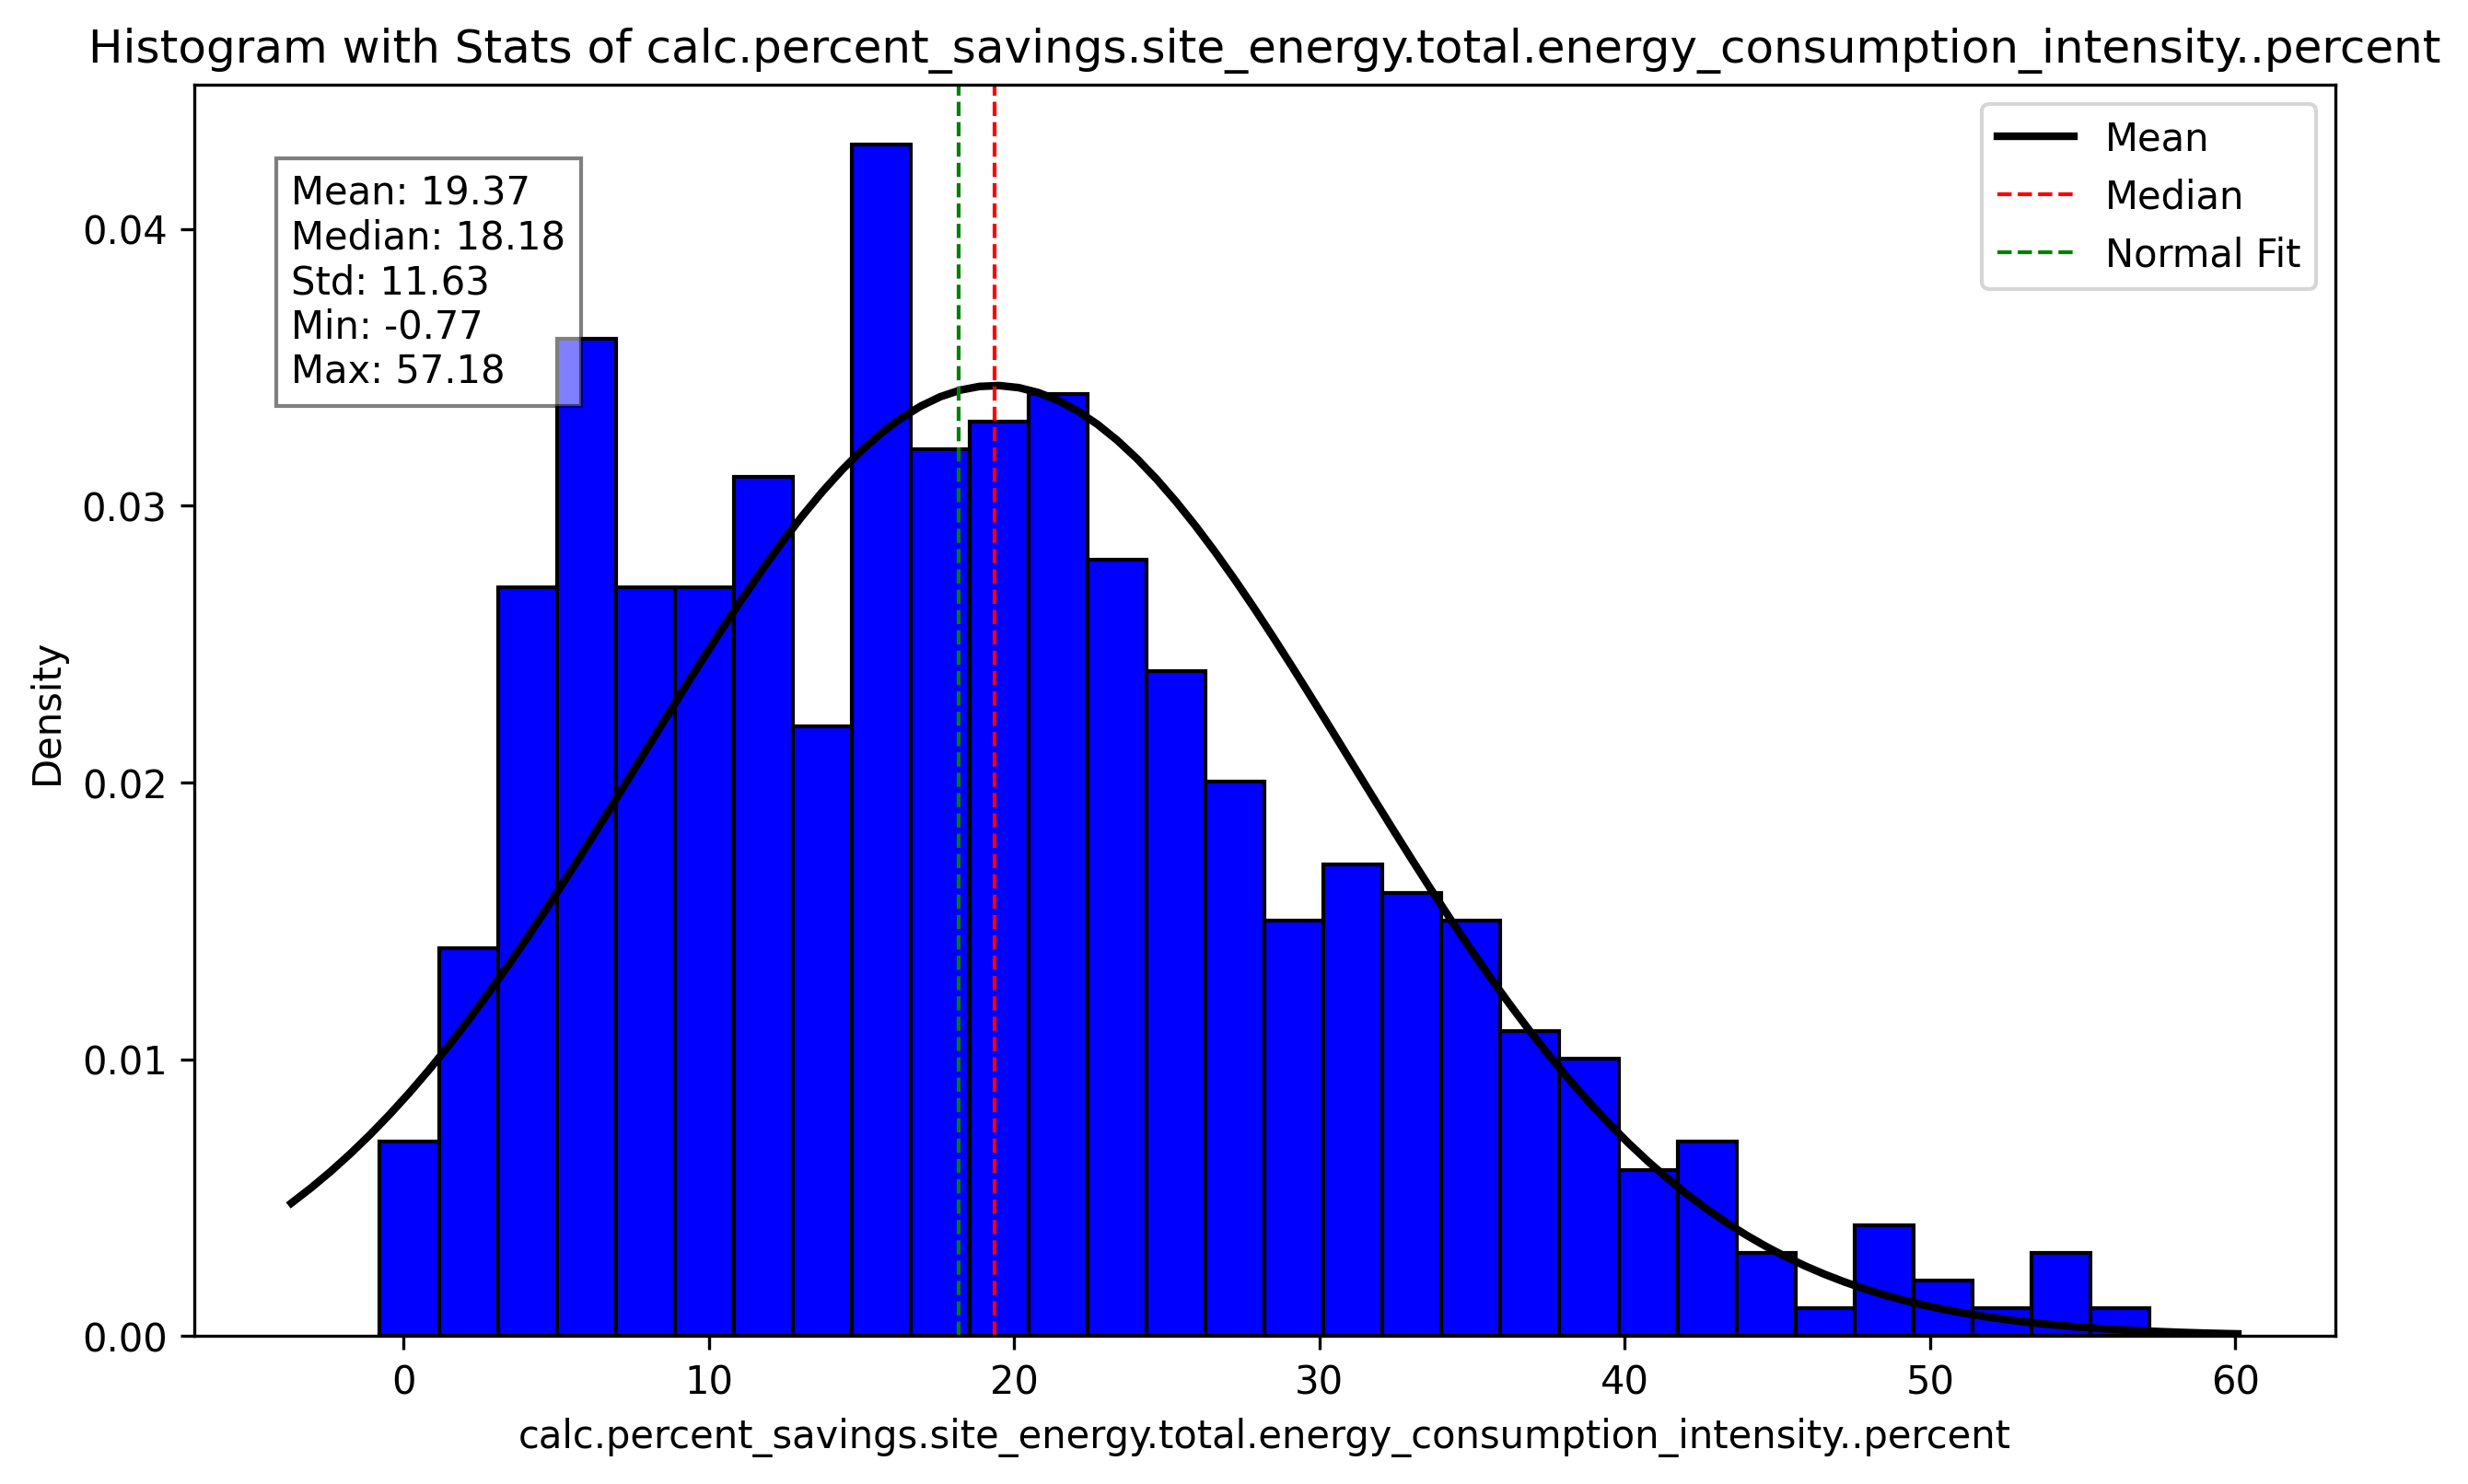 Histogram with Stats of calc.percent_savings.site_energy.total.energy_consumption_intensity..percent
Mean: 19.37
Median: 18.18
Std: 11.63
Min: -0.77
Max: 57.18
Mean
Median
Normal Fit
Density
0.04
0.03
0.02
0.01
0.00
0 10 20 30 40 50 60
calc.percent_savings.site_energy.total.energy_consumption_intensity..percent